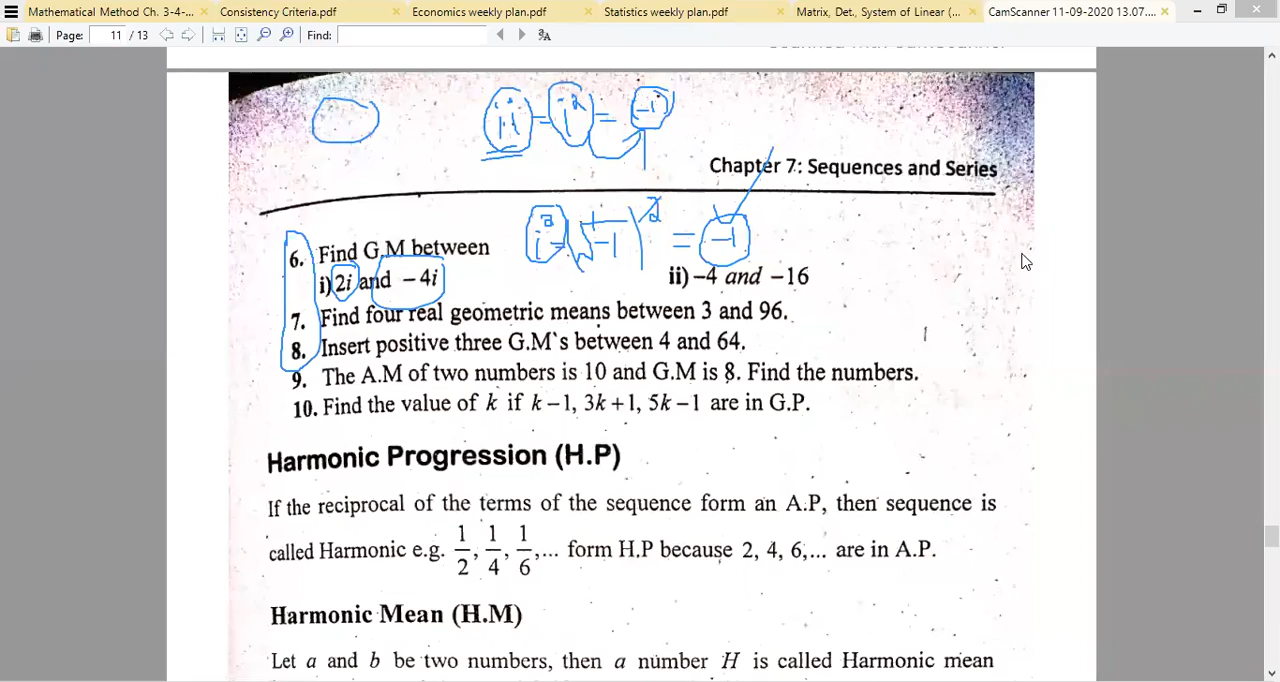 Mathematical Method Ch. 3-4-... Consistency Criteria.pdf Economics weekly plan.pdf Statistics weekly plan.pdf Matrix, Det., System of Linear (... CamScanner 11-09-2020 13.07....
Page: 11 / 13 Find:
i.i = i² = -1
Chapter 7: Sequences and Series
i² = (√-1)² = -1
6. Find G.M between
i) 2i and - 4i ii) -4 and -16
7. Find four real geometric means between 3 and 96.
8. Insert positive three G.M`s between 4 and 64.
9. The A.M of two numbers is 10 and G.M is 8. Find the numbers.
10. Find the value of k if k-1, 3k+1, 5k-1 are in G.P.
Harmonic Progression (H.P)
If the reciprocal of the terms of the sequence form an A.P, then sequence is
called Harmonic e.g. 1/2, 1/4, 1/6,... form H.P because 2, 4, 6,... are in A.P.
Harmonic Mean (H.M)
Let a and b be two numbers, then a number H is called Harmonic mean